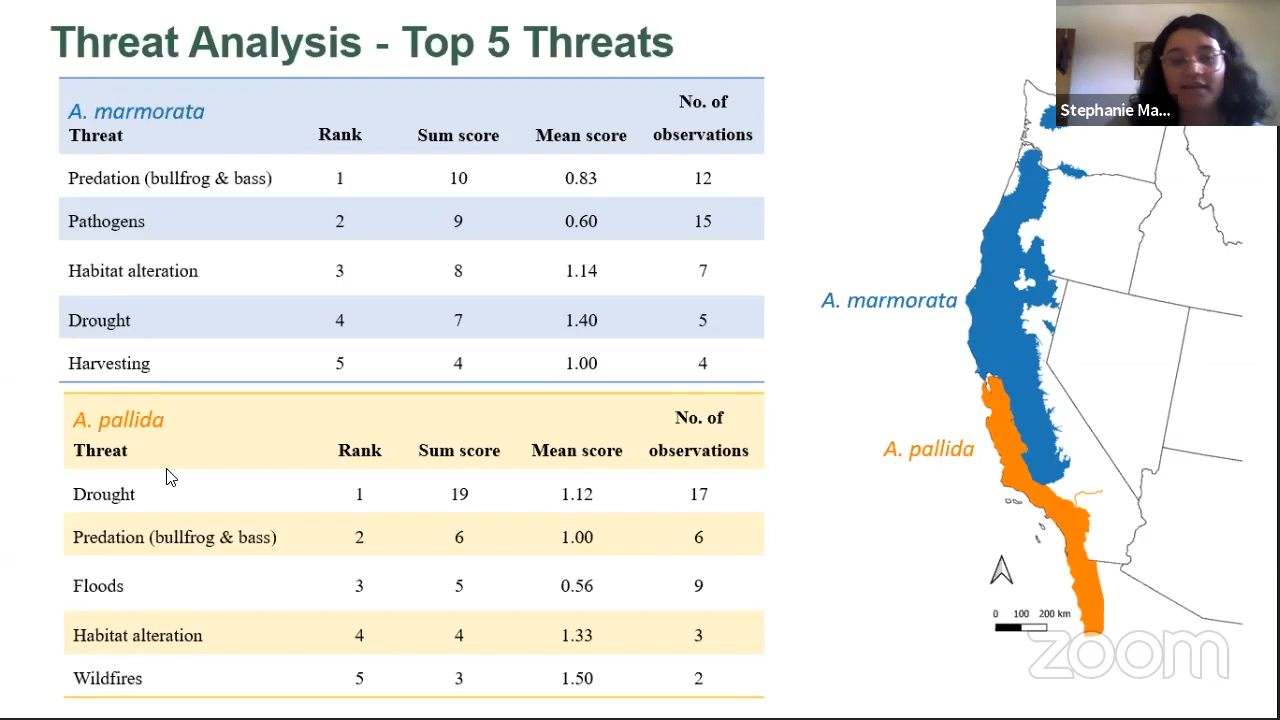 Threat Analysis - Top 5 Threats
Stephanie Ma...
A. marmorata
Threat Rank Sum score Mean score No. of observations
Predation (bullfrog & bass) 1 10 0.83 12
Pathogens 2 9 0.60 15
Habitat alteration 3 8 1.14 7
Drought 4 7 1.40 5
Harvesting 5 4 1.00 4
A. pallida
Threat Rank Sum score Mean score No. of observations
Drought 1 19 1.12 17
Predation (bullfrog & bass) 2 6 1.00 6
Floods 3 5 0.56 9
Habitat alteration 4 4 1.33 3
Wildfires 5 3 1.50 2
A. marmorata
A. pallida
0 100 200 km
zoom